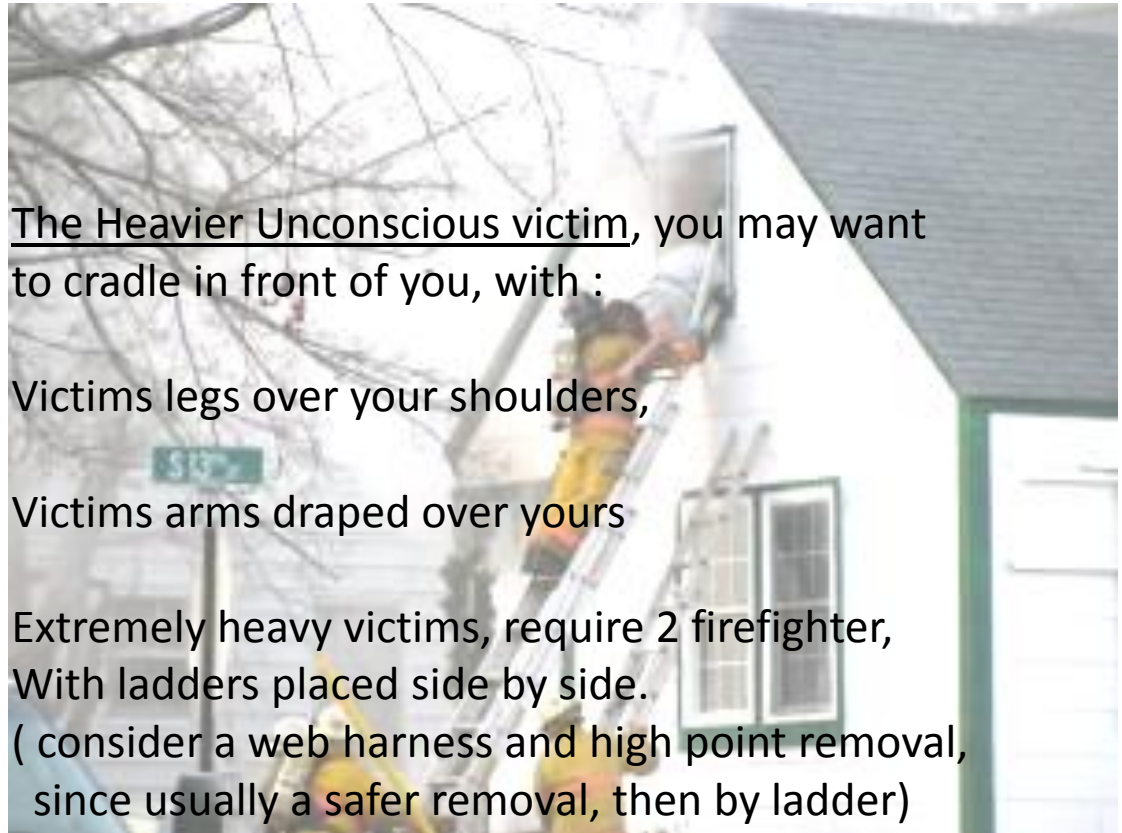 The Heavier Unconscious victim, you may want
to cradle in front of you, with :
Victims legs over your shoulders,
S 13th
Victims arms draped over yours
Extremely heavy victims, require 2 firefighter,
With ladders placed side by side.
( consider a web harness and high point removal,
since usually a safer removal, then by ladder)